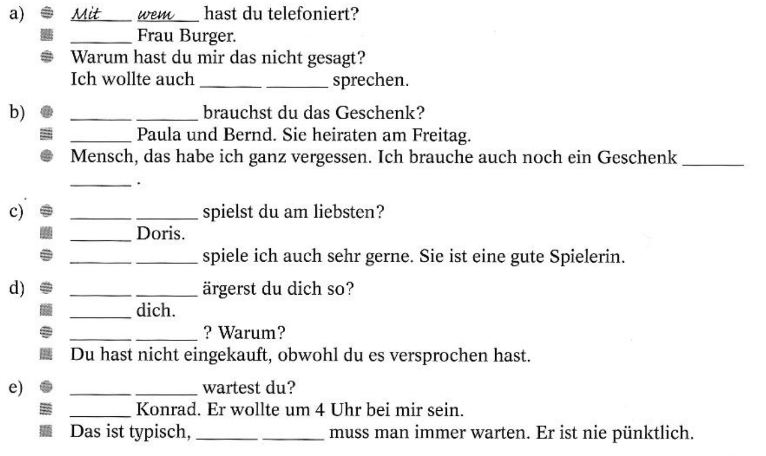 a) Mit wem hast du telefoniert?
______ Frau Burger.
Warum hast du mir das nicht gesagt?
Ich wollte auch ______ ______ sprechen.
b) ______ ______ brauchst du das Geschenk?
______ Paula und Bernd. Sie heiraten am Freitag.
Mensch, das habe ich ganz vergessen. Ich brauche auch noch ein Geschenk ______
______ .
c) ______ ______ spielst du am liebsten?
______ Doris.
______ ______ spiele ich auch sehr gerne. Sie ist eine gute Spielerin.
d) ______ ______ ärgerst du dich so?
______ dich.
______ ______ ? Warum?
Du hast nicht eingekauft, obwohl du es versprochen hast.
e) ______ ______ wartest du?
______ Konrad. Er wollte um 4 Uhr bei mir sein.
Das ist typisch, ______ ______ muss man immer warten. Er ist nie pünktlich.